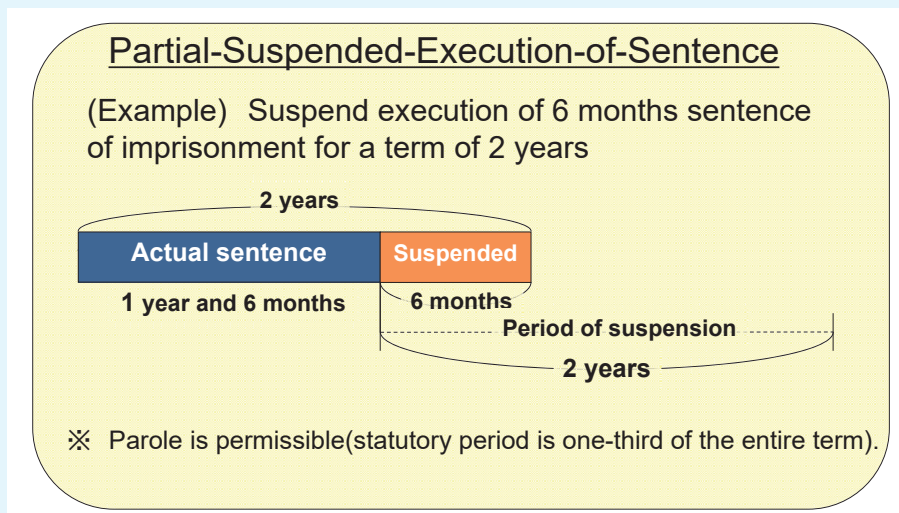 Partial-Suspended-Execution-of-Sentence
(Example) Suspend execution of 6 months sentence
of imprisonment for a term of 2 years
2 years
Actual sentence
Suspended
1 year and 6 months
6 months
Period of suspension
2 years
※ Parole is permissible(statutory period is one-third of the entire term).